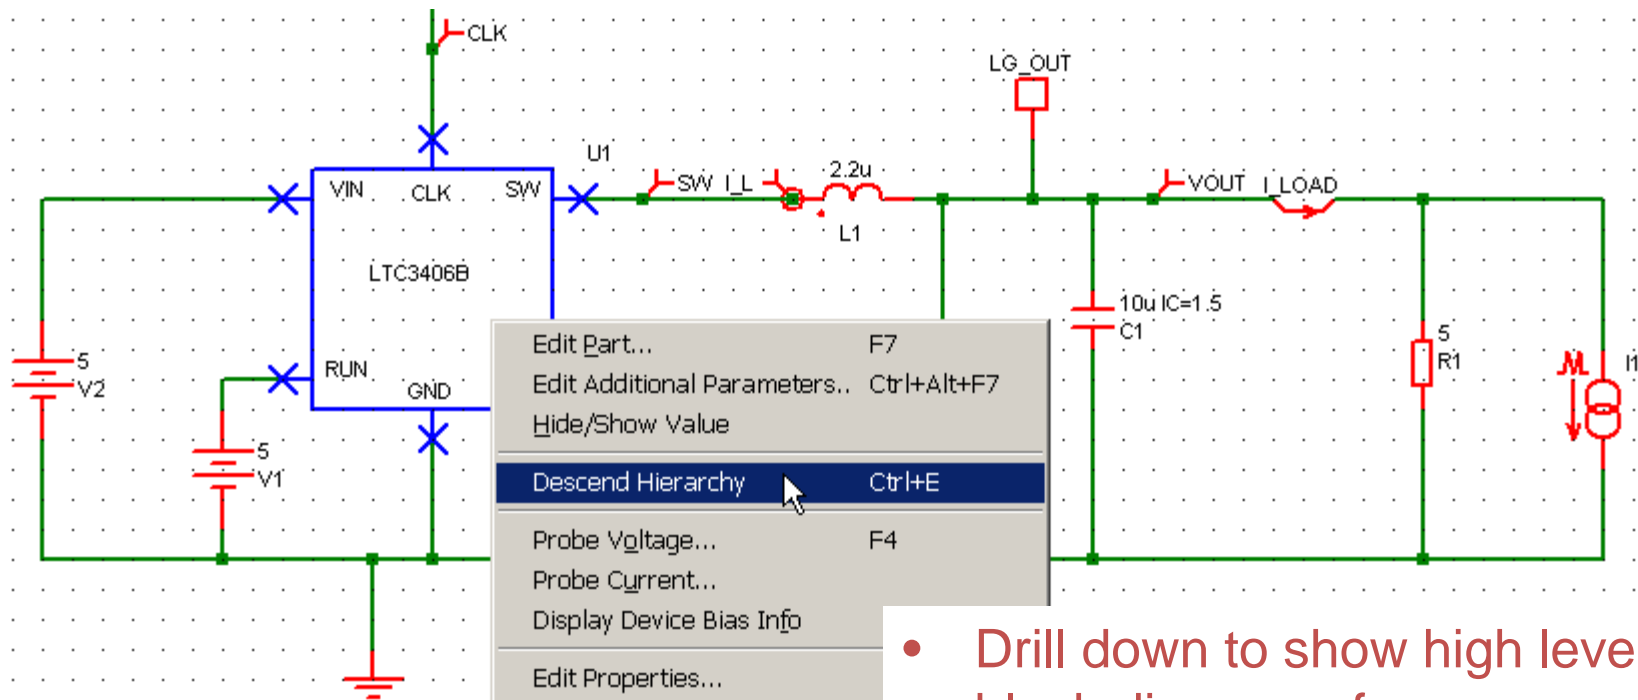 CLK
LG_OUT
U1
2.2u
VIN CLK SW
SW I_L
VOUT I_LOAD
L1
LTC3406B
10u IC=1.5
C1
5
R1
I1
5
V2
RUN
GND
5
V1
Edit Part... F7
Edit Additional Parameters.. Ctrl+Alt+F7
Hide/Show Value
Descend Hierarchy Ctrl+E
Probe Voltage... F4
Probe Current...
Display Device Bias Info
Edit Properties...
• Drill down to show high leve